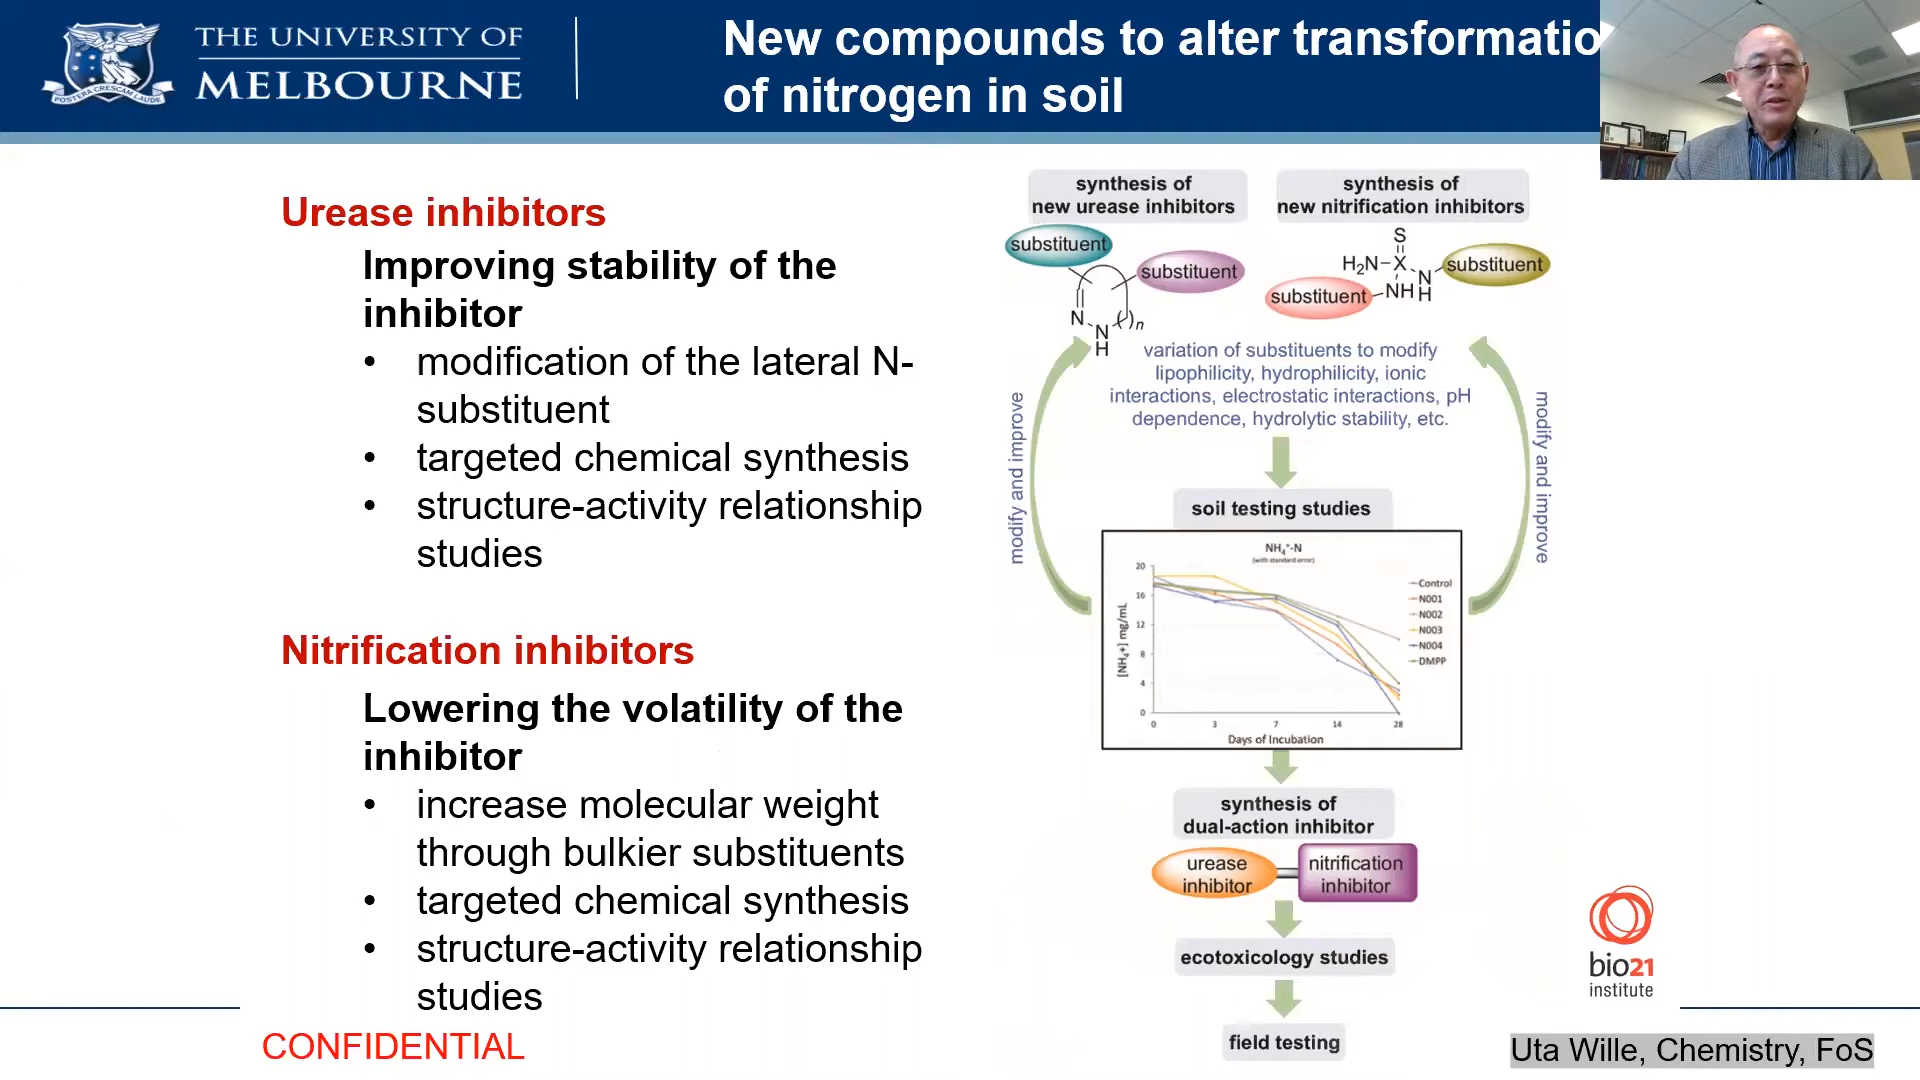 THE UNIVERSITY OF
MELBOURNE
POSTERA CRESCAM LAUDE
New compounds to alter transformatio
of nitrogen in soil
Urease inhibitors
Improving stability of the
inhibitor
• modification of the lateral N-
substituent
• targeted chemical synthesis
• structure-activity relationship
studies
Nitrification inhibitors
Lowering the volatility of the
inhibitor
• increase molecular weight
through bulkier substituents
• targeted chemical synthesis
• structure-activity relationship
studies
CONFIDENTIAL
synthesis of
new urease inhibitors
substituent
substituent
N
N
H
( )n
synthesis of
new nitrification inhibitors
S
H₂N–X
N
H
NH
substituent
substituent
variation of substituents to modify
lipophilicity, hydrophilicity, ionic
interactions, electrostatic interactions, pH
dependence, hydrolytic stability, etc.
modify and improve
modify and improve
soil testing studies
NH₄⁺-N
(with standard error)
[NH₄+] mg/mL
20
16
12
8
4
0
0 3 7 14 28
Days of Incubation
Control
N001
N002
N003
N004
DMPP
synthesis of
dual-action inhibitor
urease
inhibitor
nitrification
inhibitor
ecotoxicology studies
field testing
bio21
institute
Uta Wille, Chemistry, FoS